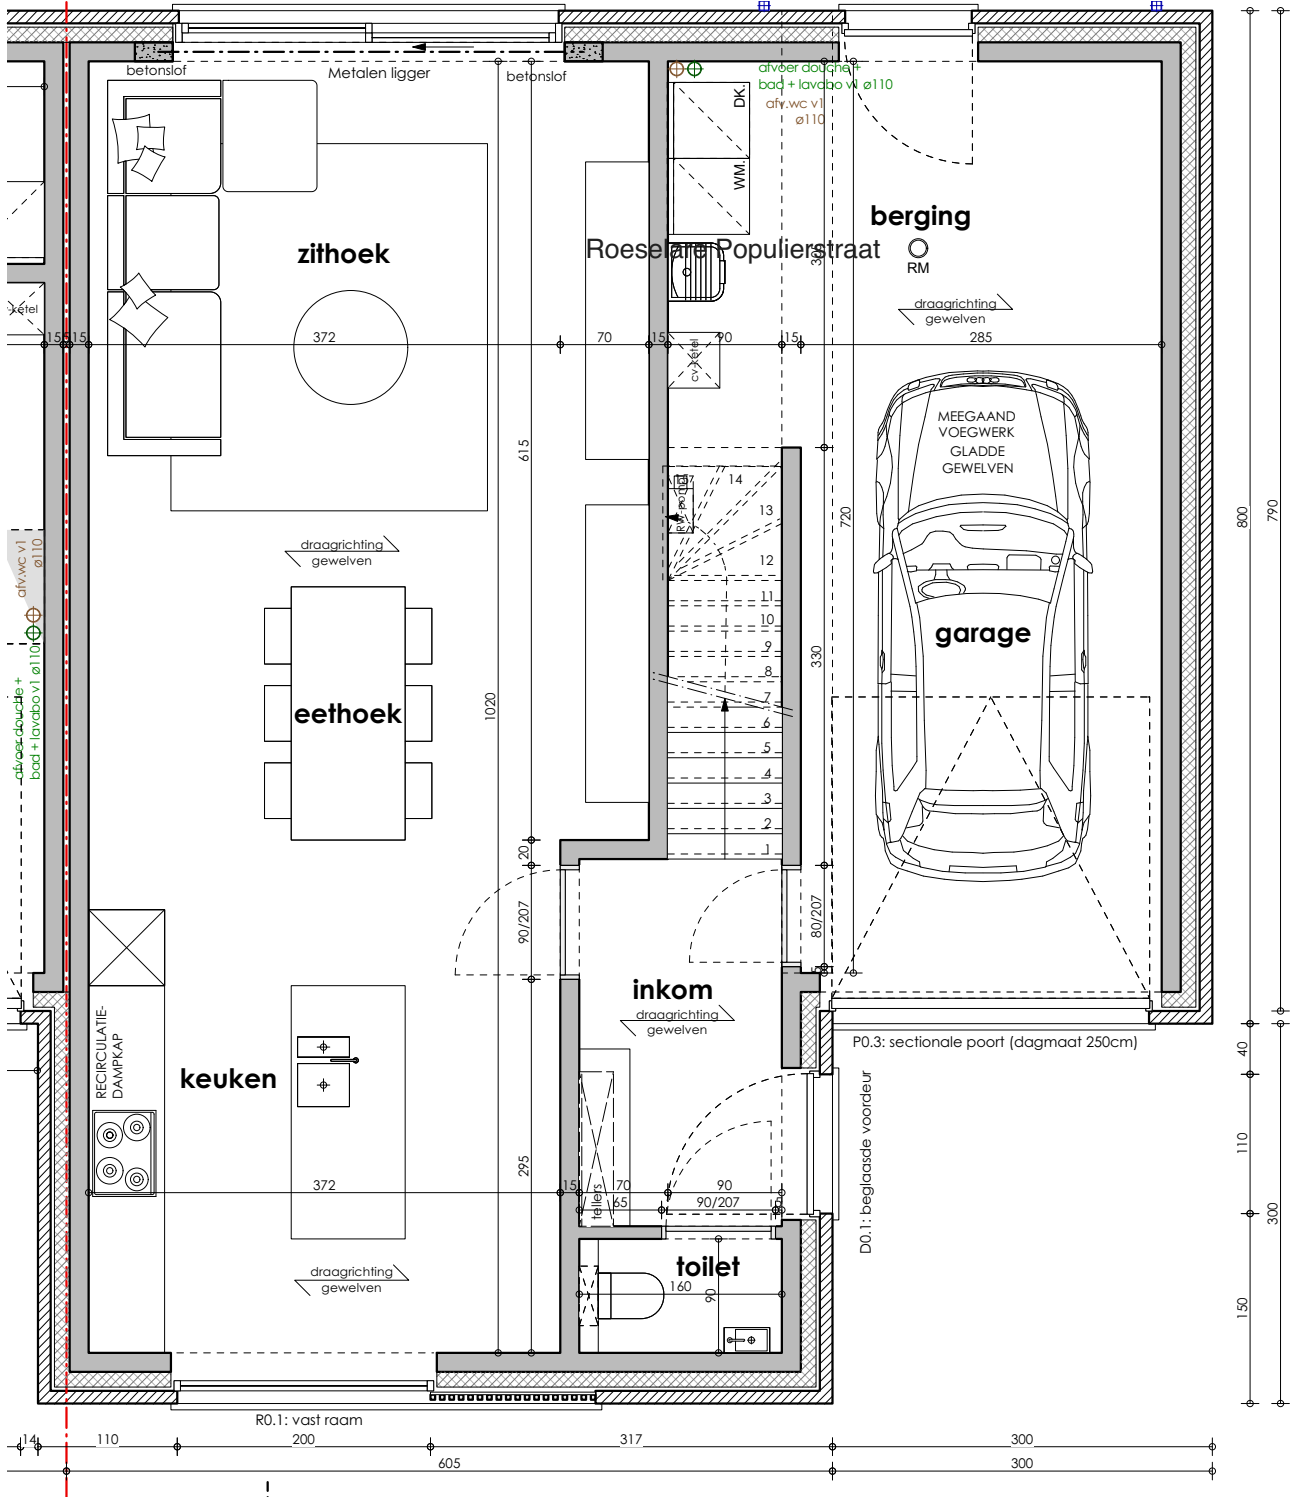 betonslof
Metalen ligger
betonslof
afvoer douche +
bad + lavabo v1 ø110
afv.wc v1
ø110
DK.
WM.
zithoek
berging
Roeselare Populierstraat
RM
draagrichting
gewelven
-ketel
15
15
372
70
15
90
15
285
cv-ketel
MEEGAAND
VOEGWERK
GLADDE
GEWELVEN
615
14
13
12
11
10
9
8
7
6
5
4
3
2
1
720
330
800
790
draagrichting
gewelven
afv.wc v1
ø110
afvoer douche +
bad + lavabo v1 ø110
garage
eethoek
1020
20
90/207
80/207
inkom
draagrichting
gewelven
RECIRCULATIE-
DAMPKAP
keuken
P0.3: sectionale poort (dagmaat 250cm)
D0.1: beglaasde voordeur
40
110
150
300
295
372
15
70
90
65
90/207
tellers
toilet
160
90
draagrichting
gewelven
R0.1: vast raam
14
110
200
317
300
605
300